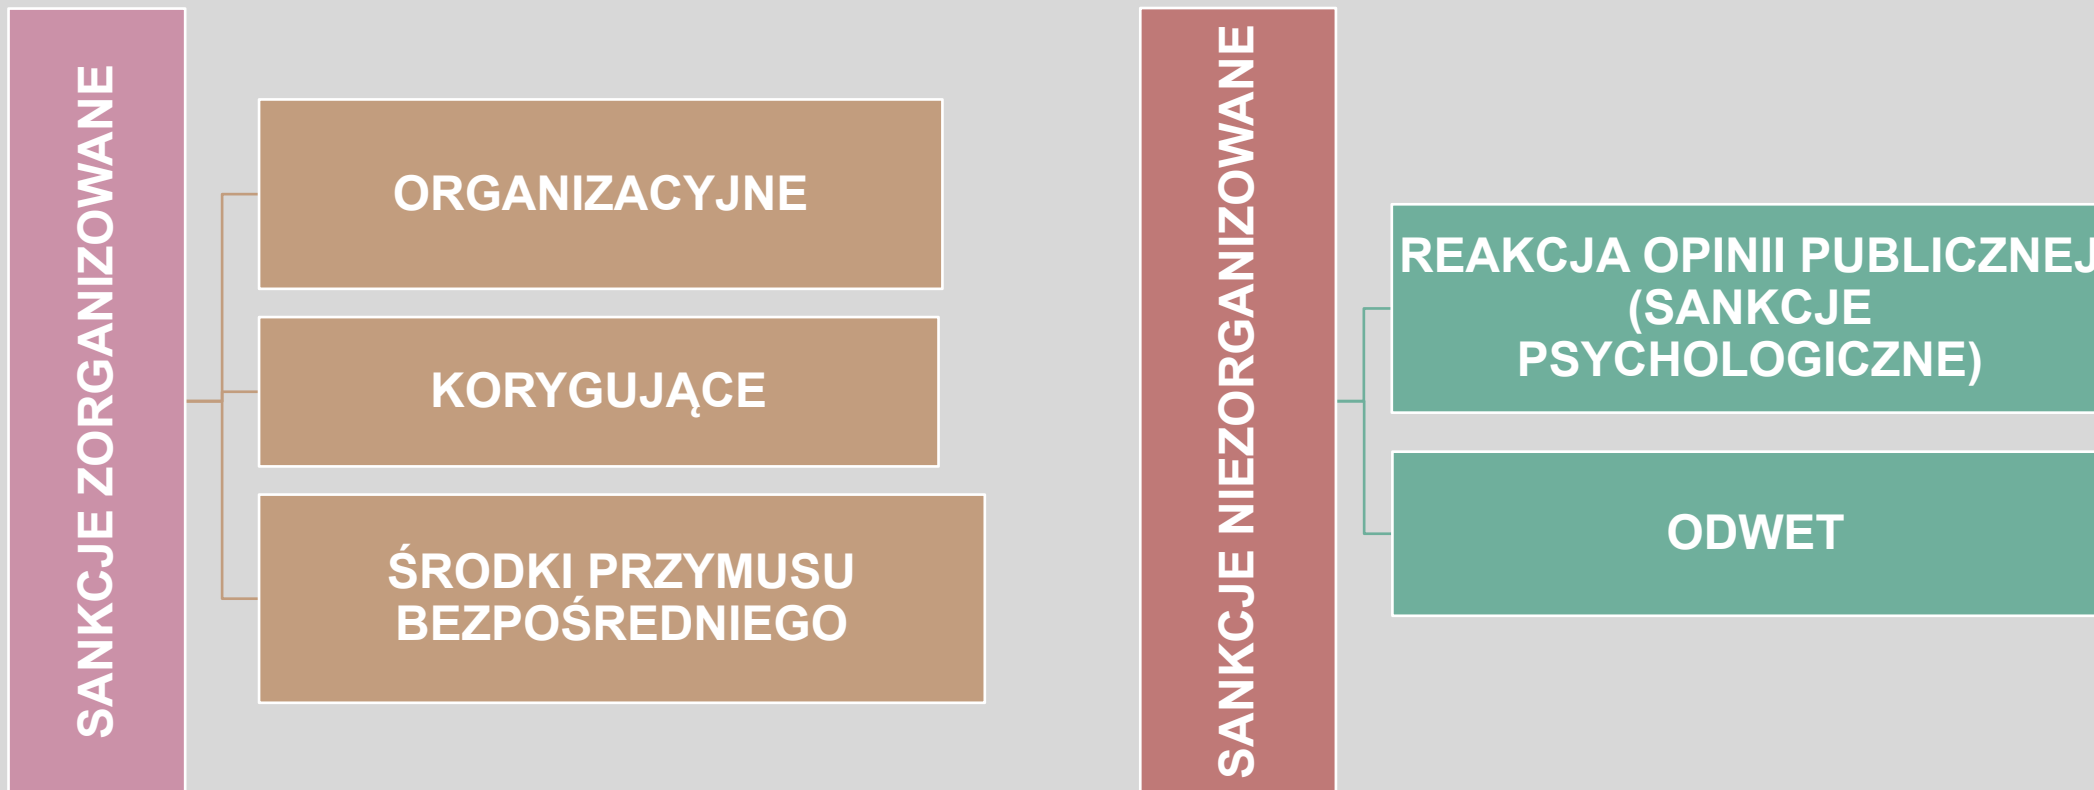 SANKCJE ZORGANIZOWANE
ORGANIZACYJNE
KORYGUJĄCE
ŚRODKI PRZYMUSU
BEZPOŚREDNIEGO
SANKCJE NIEZORGANIZOWANE
REAKCJA OPINII PUBLICZNEJ
(SANKCJE
PSYCHOLOGICZNE)
ODWET